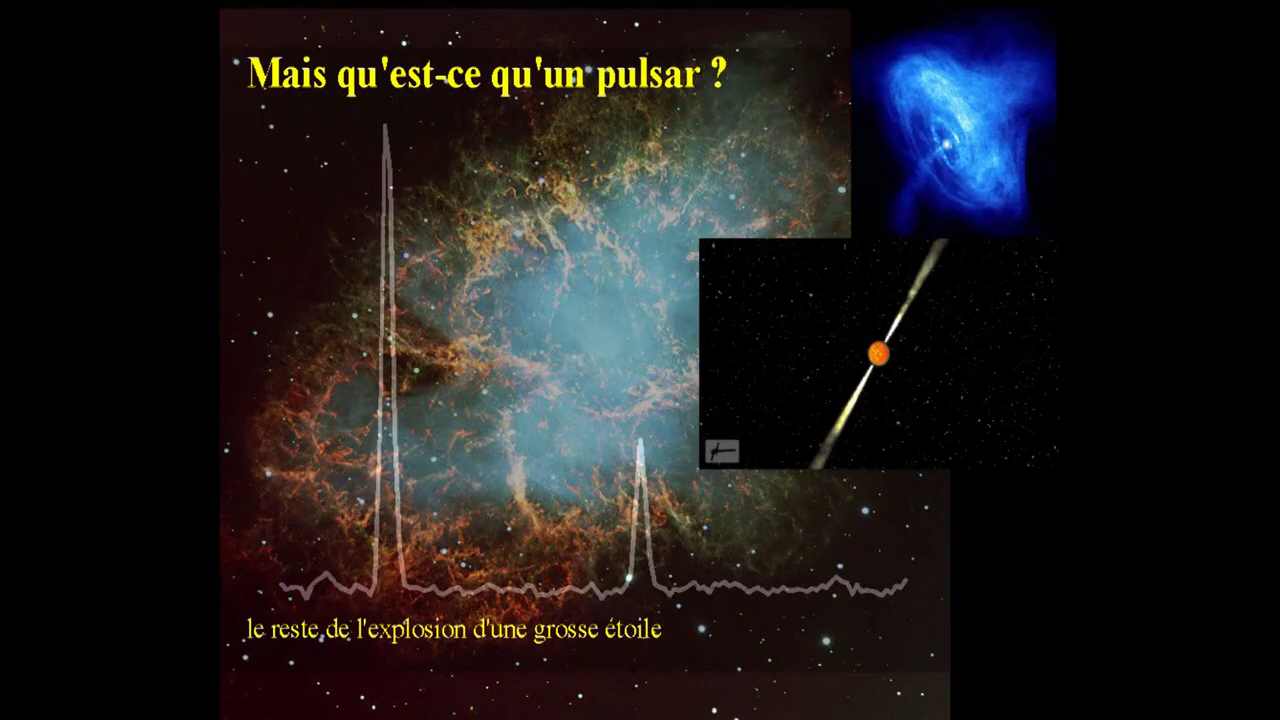 Mais qu'est-ce qu'un pulsar ?
le reste de l'explosion d'une grosse étoile